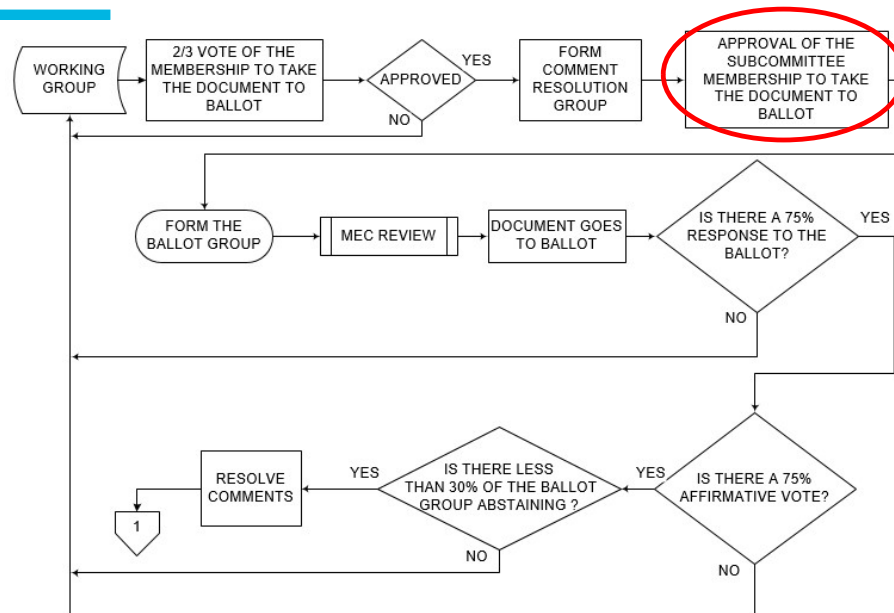 WORKING
GROUP
2/3 VOTE OF THE
MEMBERSHIP TO TAKE
THE DOCUMENT TO
BALLOT
APPROVED
YES
NO
FORM
COMMENT
RESOLUTION
GROUP
APPROVAL OF THE
SUBCOMMITTEE
MEMBERSHIP TO TAKE
THE DOCUMENT TO
BALLOT
FORM THE
BALLOT GROUP
MEC REVIEW
DOCUMENT GOES
TO BALLOT
IS THERE A 75%
RESPONSE TO THE
BALLOT?
YES
NO
IS THERE A 75%
AFFIRMATIVE VOTE?
YES
NO
IS THERE LESS
THAN 30% OF THE BALLOT
GROUP ABSTAINING ?
YES
NO
RESOLVE
COMMENTS
1